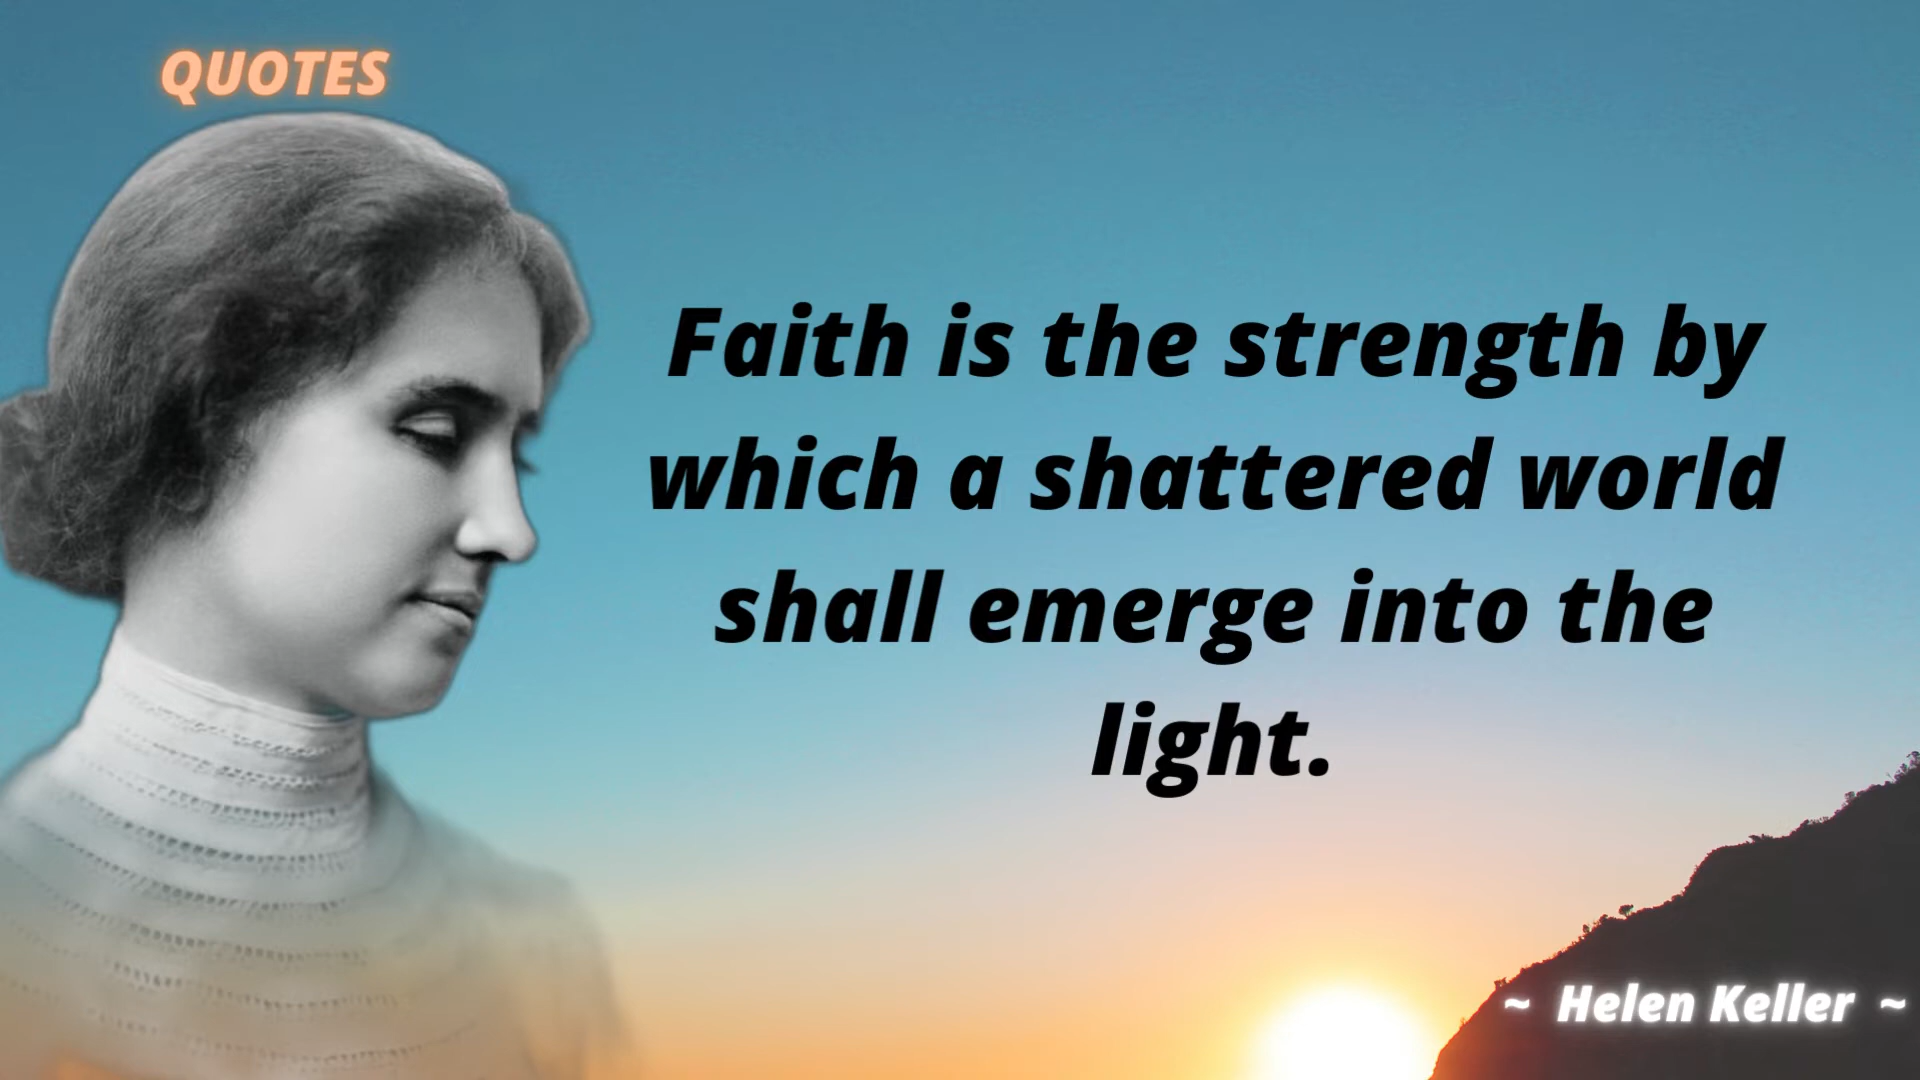 QUOTES
Faith is the strength by
which a shattered world
shall emerge into the
light.
~ Helen Keller ~